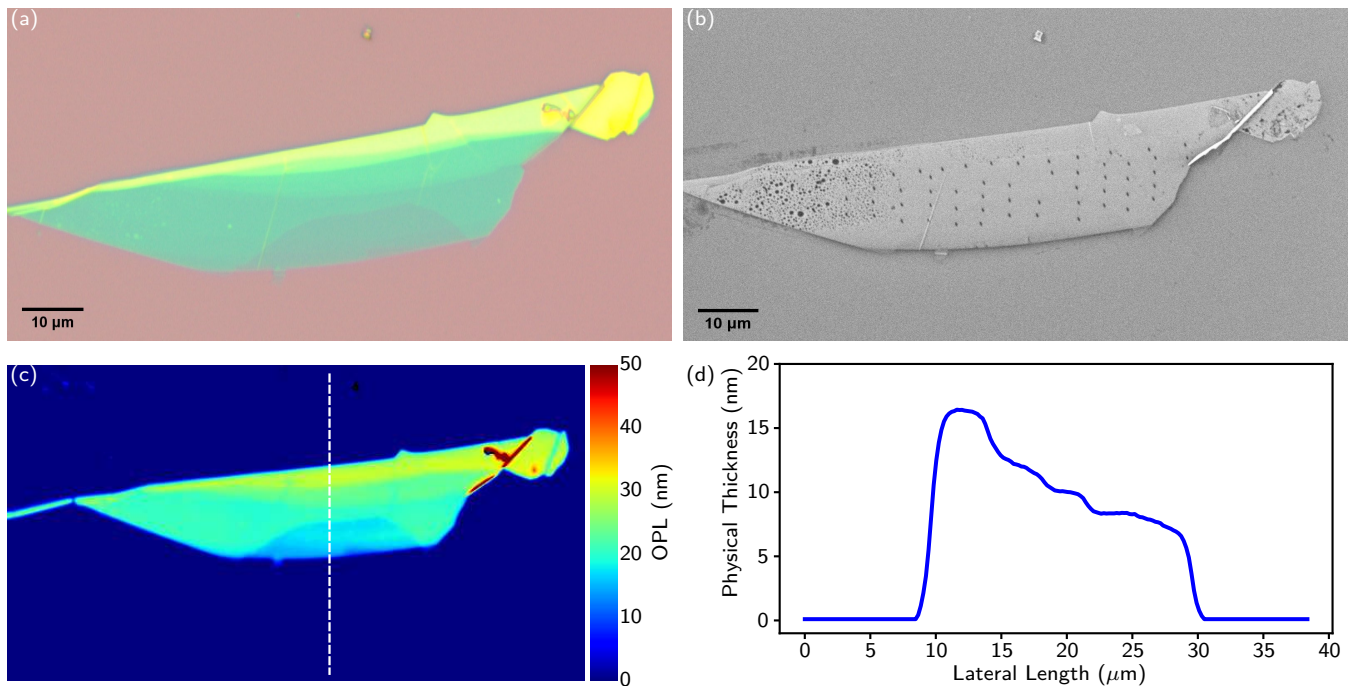 (a)
10 μm
(b)
10 μm
(c)
50
40
30
20
10
0
OPL (nm)
(d)
20
15
10
5
0
Physical Thickness (nm)
0 5 10 15 20 25 30 35 40
Lateral Length (μm)